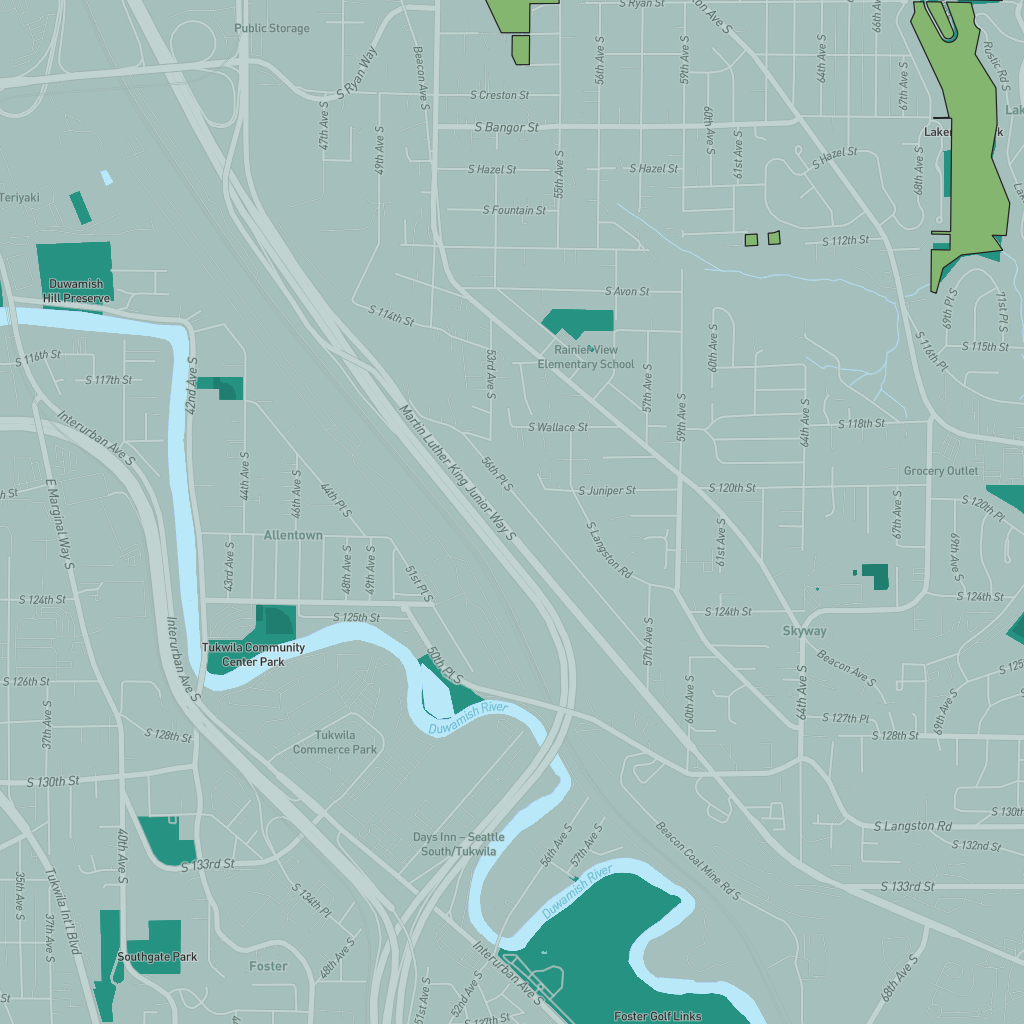 S Ryan St
Public Storage
S Ryan Way
Beacon Ave S
56th Ave S
59th Ave S
64th Ave S
66th Ave
Rustic Rd S
S Creston St
47th Ave S
67th Ave S
60th Ave S
S Bangor St
49th Ave S
61st Ave S
S Hazel St
S Hazel St
S Hazel St
55th Ave S
68th Ave S
Teriyaki
S Fountain St
S 112th St
Duwamish
Hill Preserve
S Avon St
S 114th St
69th Pl S
71st Pl S
Rainier View
Elementary School
60th Ave S
S 116th Pl
S 115th St
S 116th St
S 117th St
42nd Ave S
53rd Ave S
57th Ave S
59th Ave S
64th Ave S
Interurban Ave S
Martin Luther King Junior Way S
S Wallace St
S 118th St
E Marginal Way S
44th Ave S
46th Ave S
44th Pl S
56th Pl S
S Juniper St
S 120th St
Grocery Outlet
67th Ave S
S 120th Pl
Allentown
43rd Ave S
48th Ave S
49th Ave S
51st Pl S
S Langston Rd
61st Ave S
69th Ave S
S 124th St
S 125th St
S 124th St
S 124th St
Interurban Ave S
Tukwila Community
Center Park
50th Pl S
57th Ave S
Skyway
Beacon Ave S
S 125th
S 126th St
37th Ave S
S 128th St
Duwamish River
60th Ave S
64th Ave S
S 127th Pl
69th Ave S
S 128th St
Tukwila
Commerce Park
S 130th St
S 130th
40th Ave S
Days Inn – Seattle
South/Tukwila
56th Ave S
57th Ave S
Beacon Coal Mine Rd S
S Langston Rd
S 132nd St
S 133rd St
S 133rd St
35th Ave S
37th Ave S
Tukwila Int'l Blvd
S 134th Pl
Duwamish River
Southgate Park
Foster
48th Ave S
Interurban Ave S
51st Ave S
52nd Ave S
S 137th St
68th Ave S
Foster Golf Links